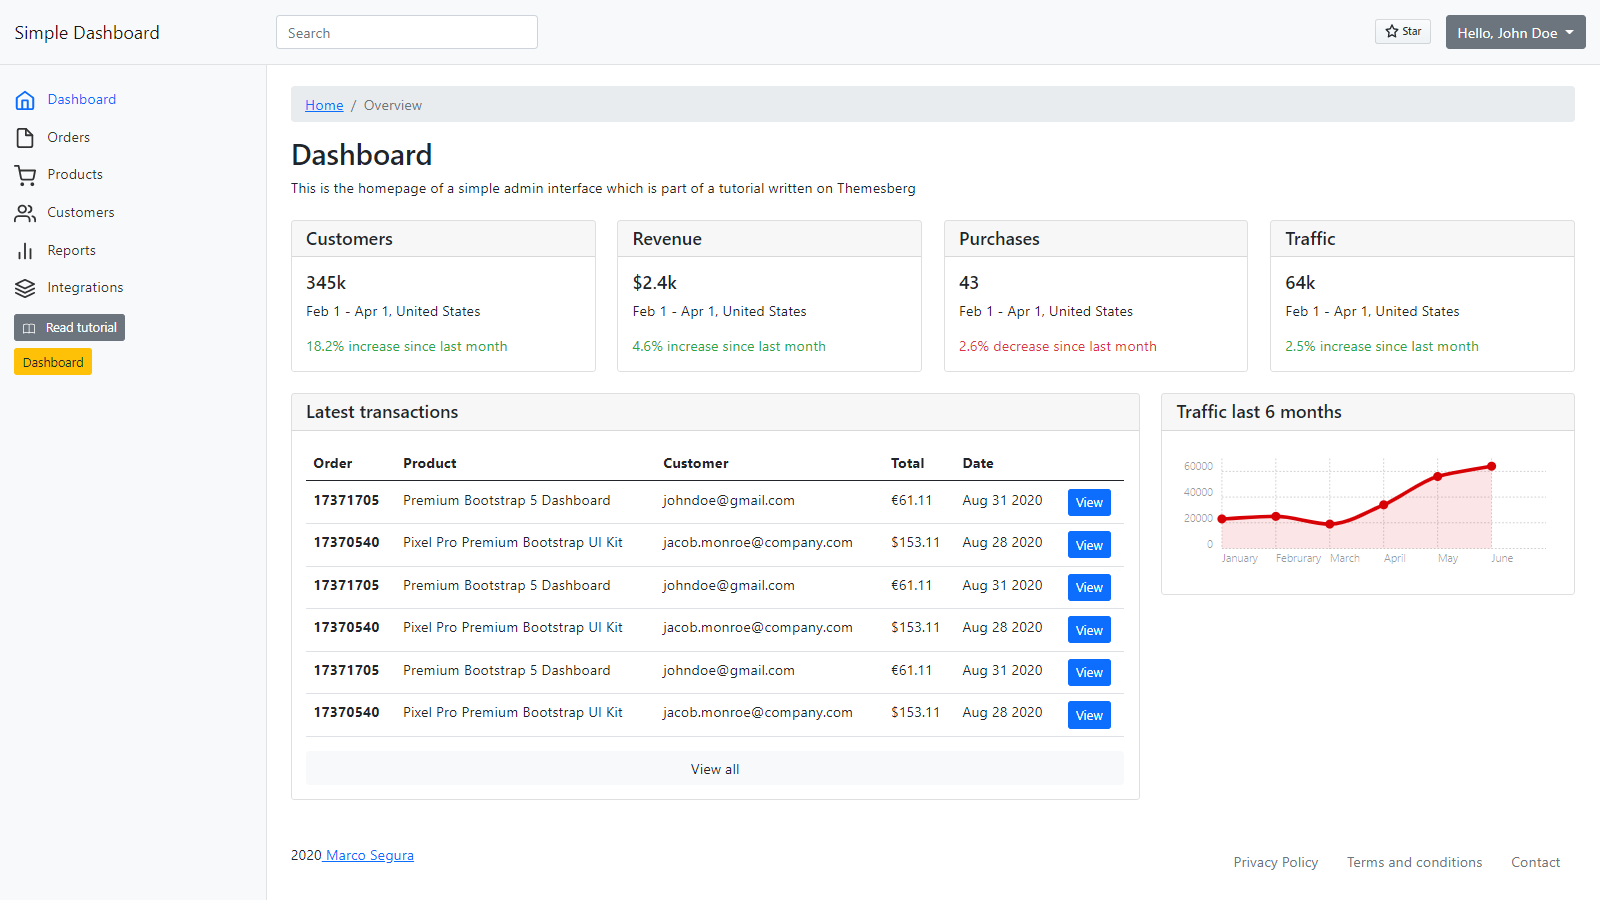 Simple Dashboard
Search
Star
Hello, John Doe
Dashboard
Orders
Products
Customers
Reports
Integrations
Read tutorial
Dashboard
Home / Overview
Dashboard
This is the homepage of a simple admin interface which is part of a tutorial written on Themesberg
Customers
345k
Feb 1 - Apr 1, United States
18.2% increase since last month
Revenue
$2.4k
Feb 1 - Apr 1, United States
4.6% increase since last month
Purchases
43
Feb 1 - Apr 1, United States
2.6% decrease since last month
Traffic
64k
Feb 1 - Apr 1, United States
2.5% increase since last month
Latest transactions
Order Product Customer Total Date
17371705 Premium Bootstrap 5 Dashboard johndoe@gmail.com €61.11 Aug 31 2020 View
17370540 Pixel Pro Premium Bootstrap UI Kit jacob.monroe@company.com $153.11 Aug 28 2020 View
17371705 Premium Bootstrap 5 Dashboard johndoe@gmail.com €61.11 Aug 31 2020 View
17370540 Pixel Pro Premium Bootstrap UI Kit jacob.monroe@company.com $153.11 Aug 28 2020 View
17371705 Premium Bootstrap 5 Dashboard johndoe@gmail.com €61.11 Aug 31 2020 View
17370540 Pixel Pro Premium Bootstrap UI Kit jacob.monroe@company.com $153.11 Aug 28 2020 View
View all
Traffic last 6 months
60000
40000
20000
0
January Februrary March April May June
2020 Marco Segura
Privacy Policy Terms and conditions Contact